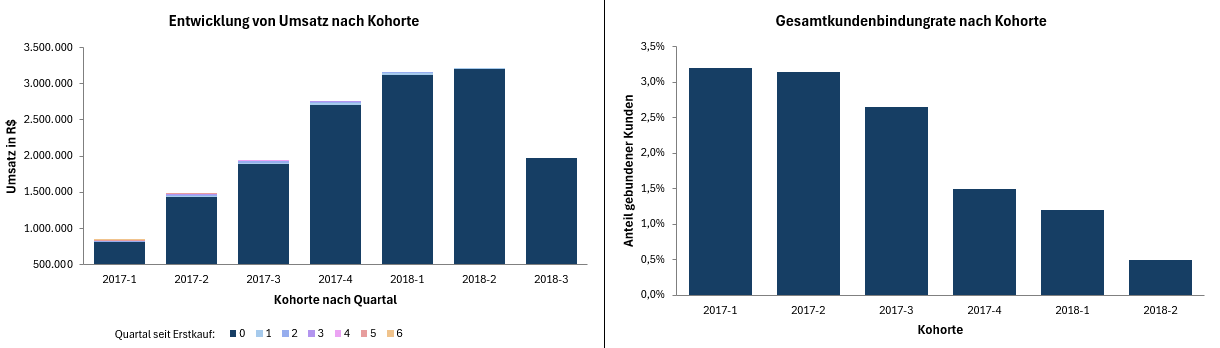 Entwicklung von Umsatz nach Kohorte
3.500.000
3.000.000
2.500.000
2.000.000
1.500.000
1.000.000
500.000
Umsatz in R$
2017-1 2017-2 2017-3 2017-4 2018-1 2018-2 2018-3
Kohorte nach Quartal
Quartal seit Erstkauf: 0 1 2 3 4 5 6
Gesamtkundenbindungrate nach Kohorte
3,5%
3,0%
2,5%
2,0%
1,5%
1,0%
0,5%
0,0%
Anteil gebundener Kunden
2017-1 2017-2 2017-3 2017-4 2018-1 2018-2
Kohorte